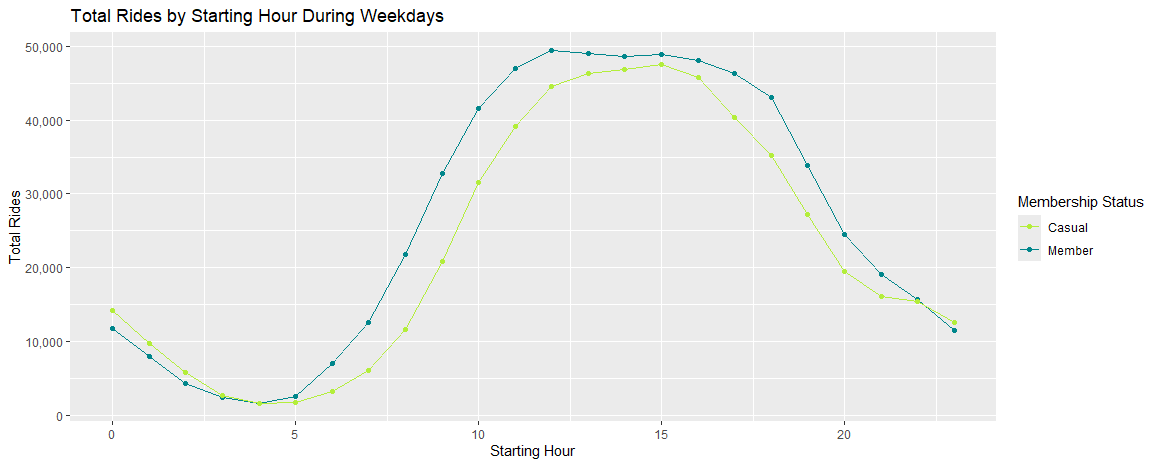 Total Rides by Starting Hour During Weekdays
50,000
40,000
30,000
20,000
10,000
0
Total Rides
0 5 10 15 20
Starting Hour
Membership Status
Casual
Member